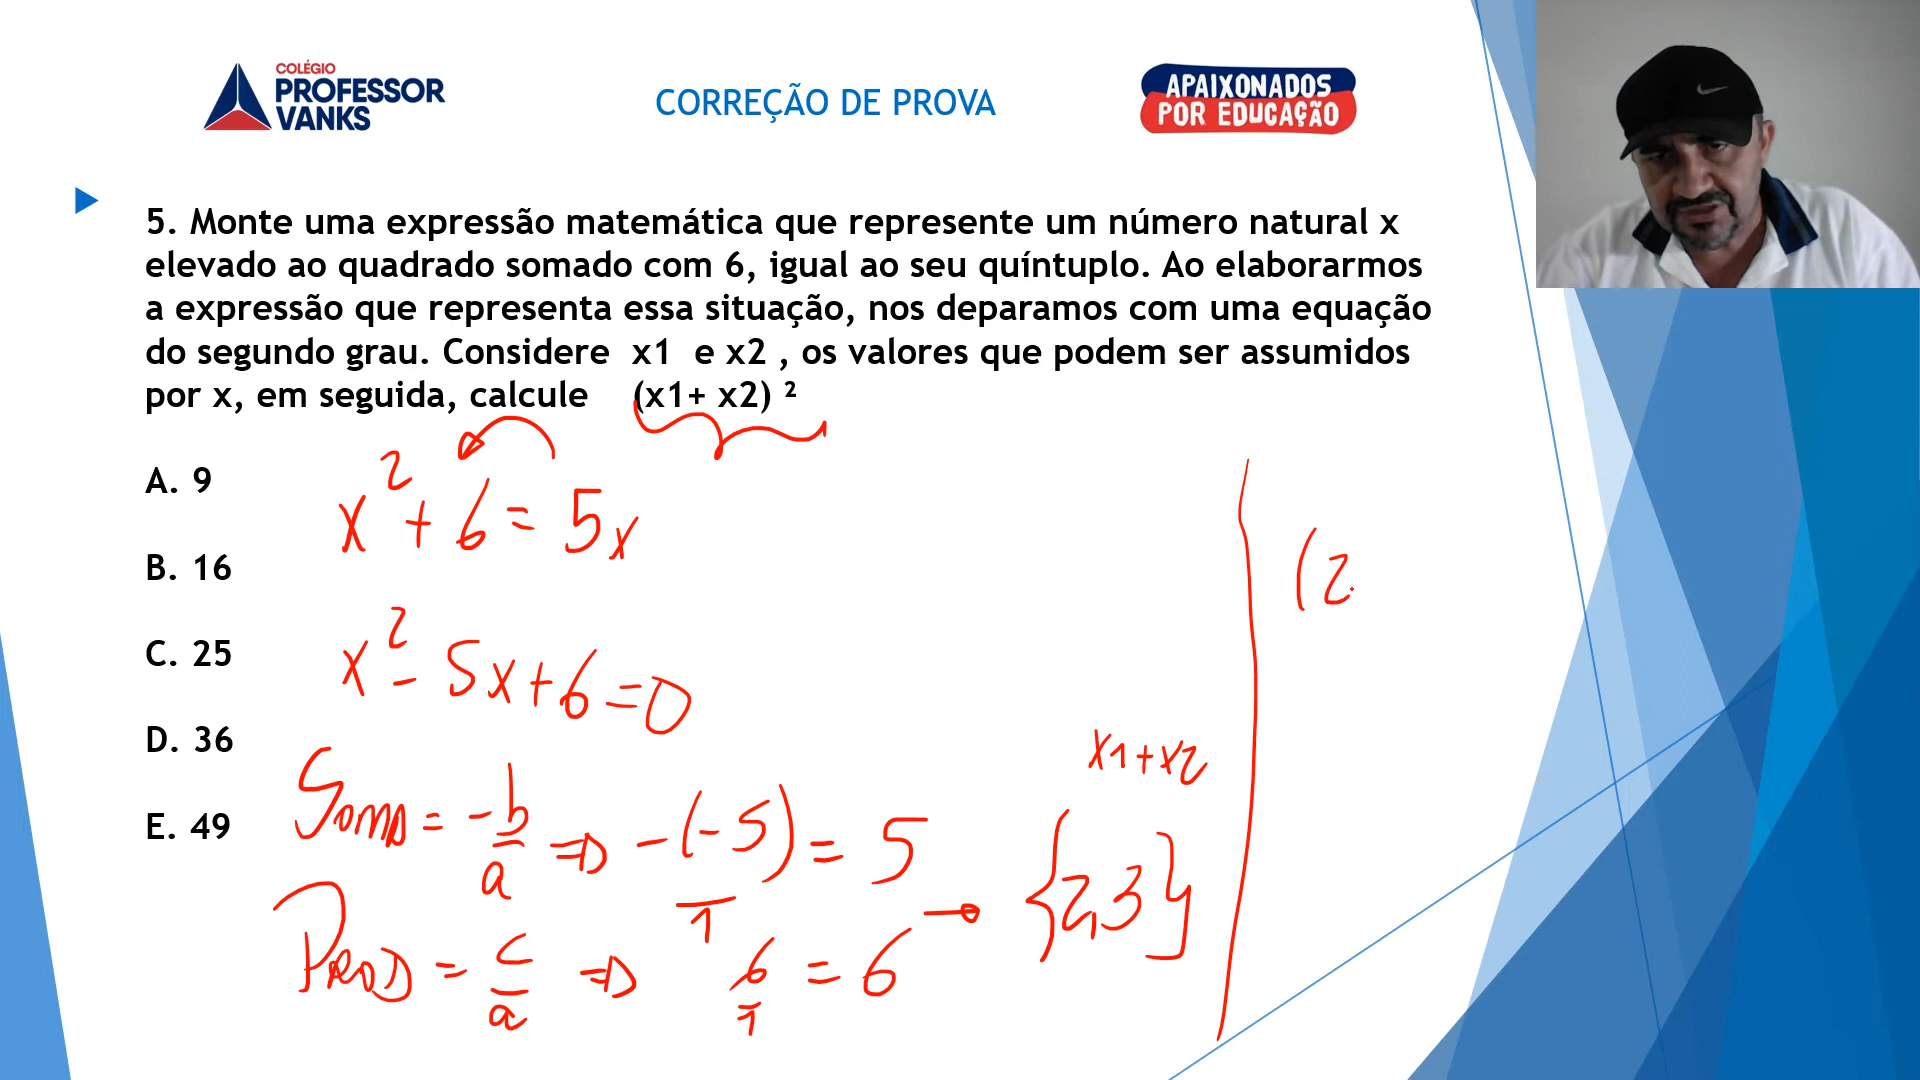 COLÉGIO
PROFESSOR
VANKS
CORREÇÃO DE PROVA
APAIXONADOS
POR EDUCAÇÃO
5. Monte uma expressão matemática que represente um número natural x
elevado ao quadrado somado com 6, igual ao seu quíntuplo. Ao elaborarmos
a expressão que representa essa situação, nos deparamos com uma equação
do segundo grau. Considere x1 e x2 , os valores que podem ser assumidos
por x, em seguida, calcule (x1+ x2) ²
A. 9
B. 16
C. 25
D. 36
E. 49
x² + 6 = 5x
x² - 5x + 6 = 0
Soma = -b/a => -(-5)/1 = 5
Prod = c/a => 6/1 = 6 → {2,3}
x1+x2
(2